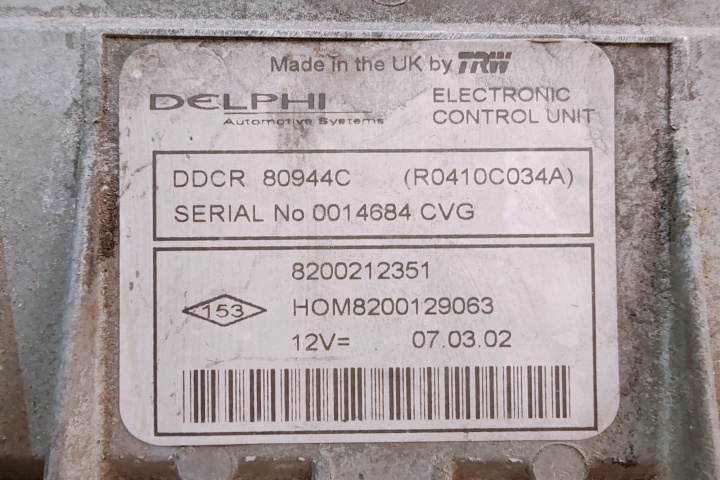 Made in the UK by TRW
DELPHI
Automotive Systems
ELECTRONIC
CONTROL UNIT
DDCR 80944C (R0410C034A)
SERIAL No 0014684 CVG
8200212351
153 HOM8200129063
12V= 07.03.02